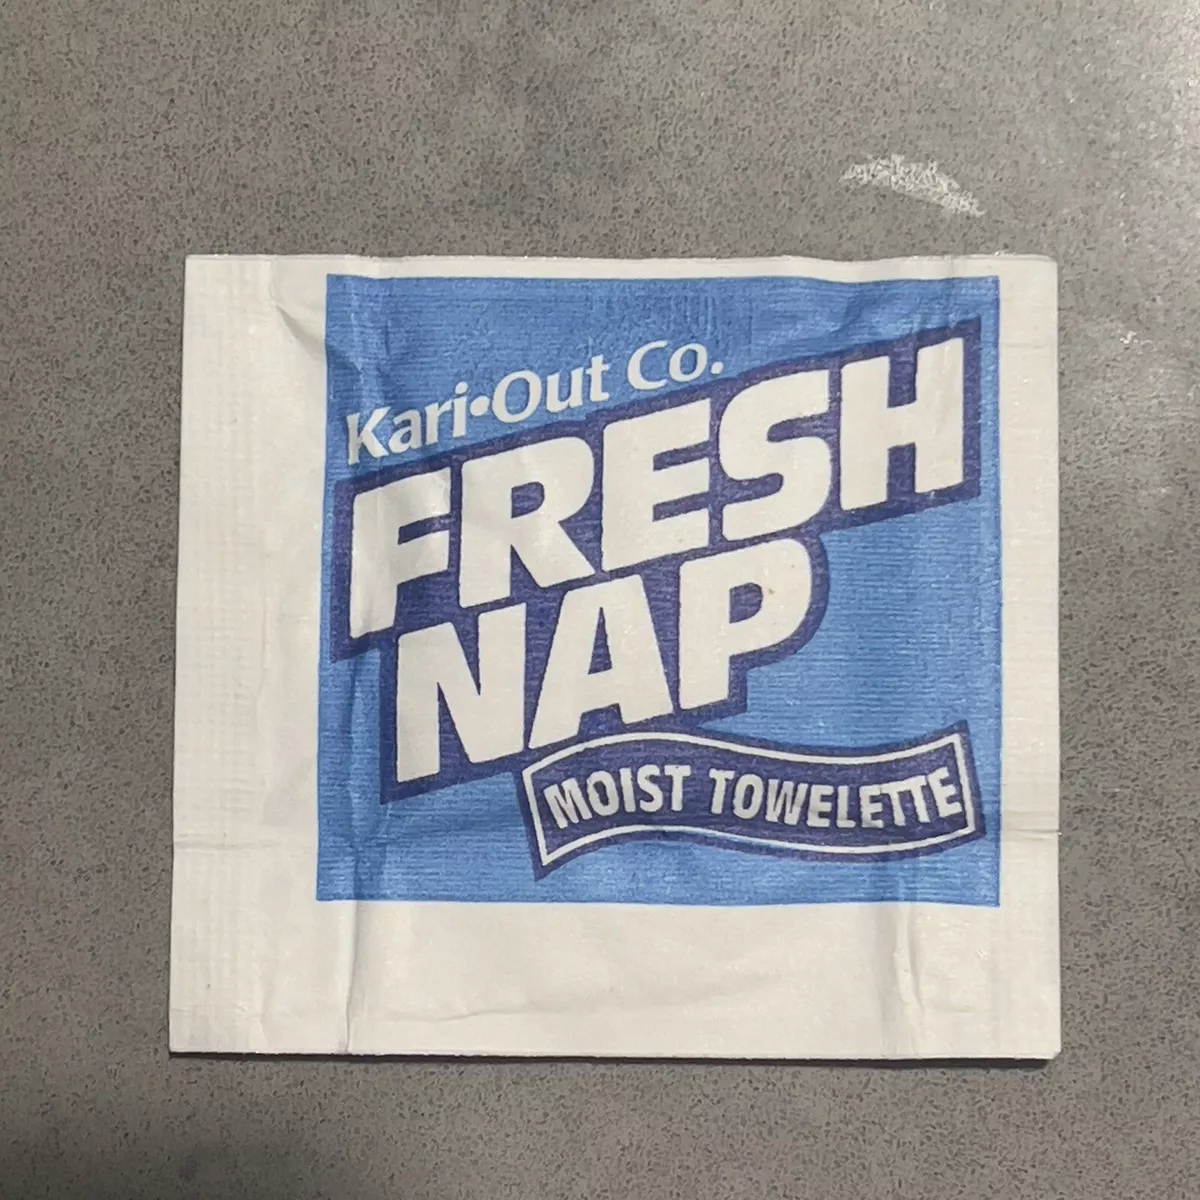 Kari•Out Co.
FRESH
NAP
MOIST TOWELETTE